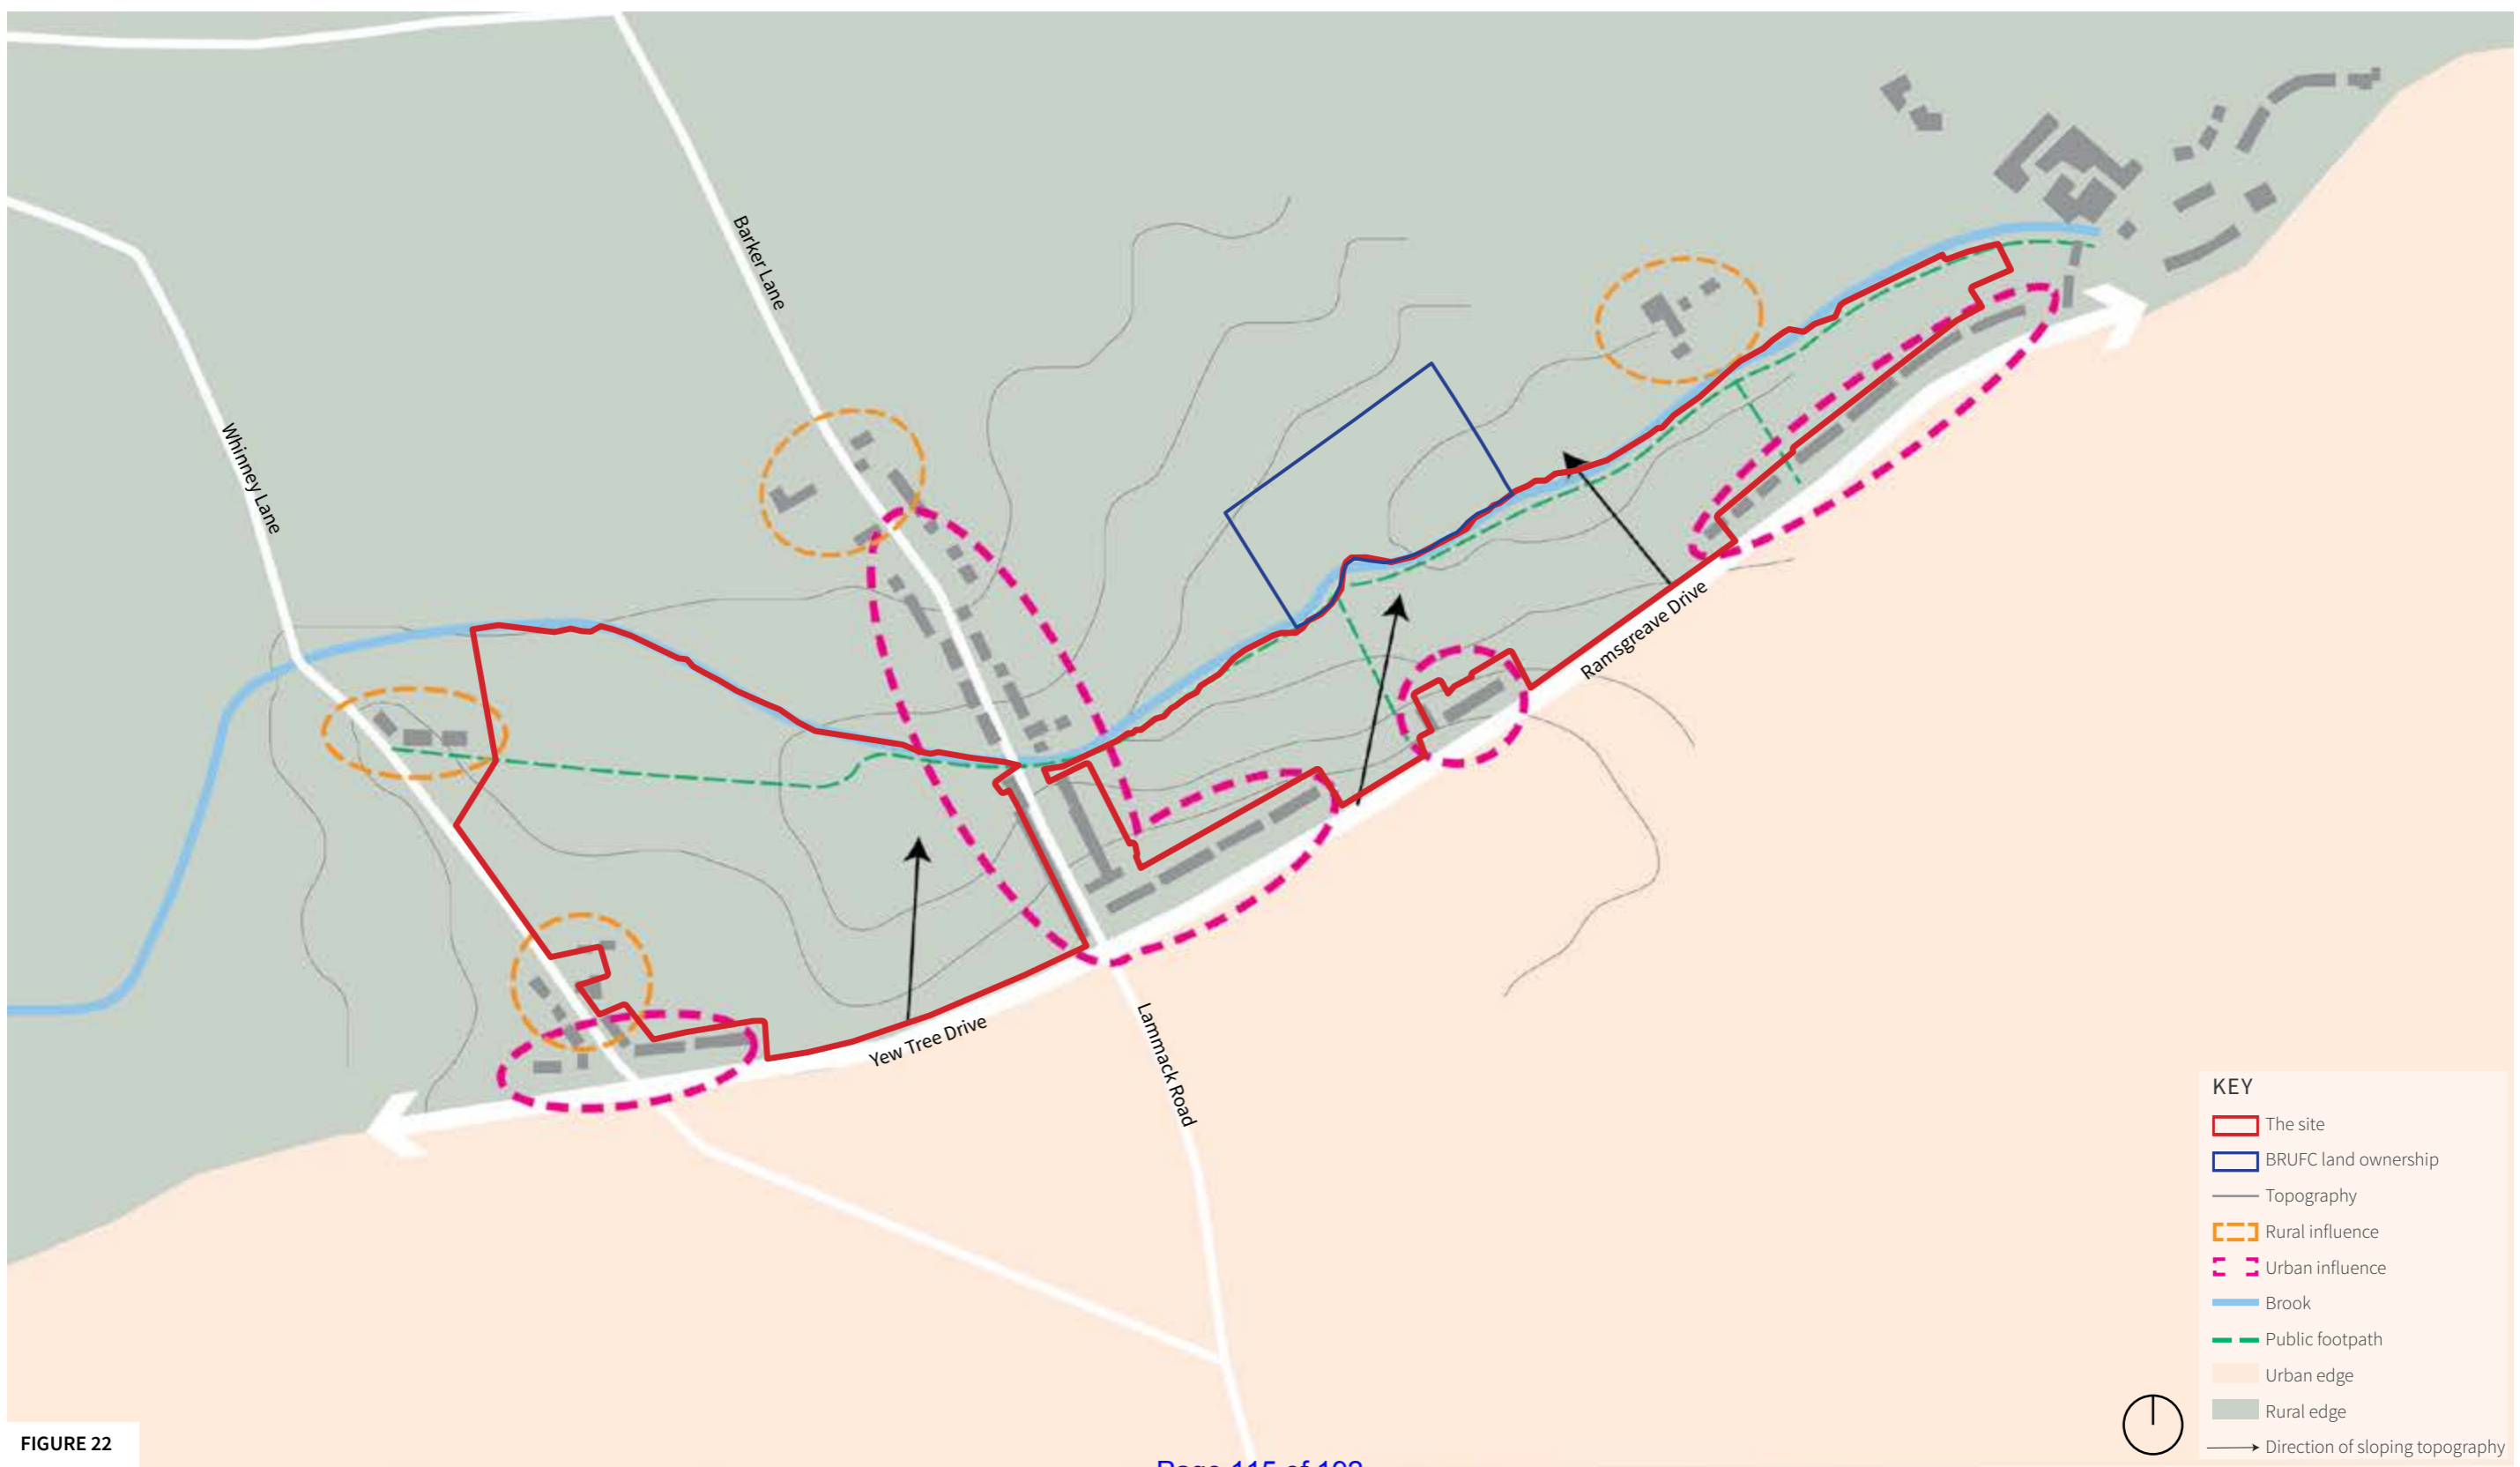 Barker Lane
Whinney Lane
Ramsgreave Drive
Yew Tree Drive
Lammack Road
KEY
The site
BRUFC land ownership
Topography
Rural influence
Urban influence
Brook
Public footpath
Urban edge
Rural edge
Direction of sloping topography
FIGURE 22